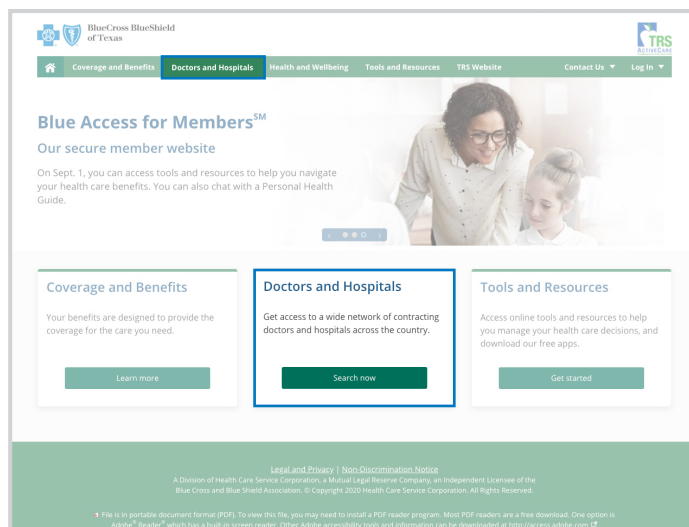 BlueCross BlueShield
of Texas
TRS
ACTIVECARE
Coverage and Benefits Doctors and Hospitals Health and Wellbeing Tools and Resources TRS Website Contact Us Log In
Blue Access for Members℠
Our secure member website
On Sept. 1, you can access tools and resources to help you navigate
your health care benefits. You can also chat with a Personal Health
Guide.
Coverage and Benefits
Your benefits are designed to provide the
coverage for the care you need.
Learn more
Doctors and Hospitals
Get access to a wide network of contracting
doctors and hospitals across the country.
Search now
Tools and Resources
Access online tools and resources to help
you manage your health care decisions, and
download our free apps.
Get started
Legal and Privacy | Non-Discrimination Notice
A Division of Health Care Service Corporation, a Mutual Legal Reserve Company, an Independent Licensee of the
Blue Cross and Blue Shield Association. © Copyright 2020 Health Care Service Corporation. All Rights Reserved.
File is in portable document format (PDF). To view this file, you may need to install a PDF reader program. Most PDF readers are a free download. One option is
Adobe® Reader® which has a built-in screen reader. Other Adobe accessibility tools and information can be downloaded at http://access.adobe.com